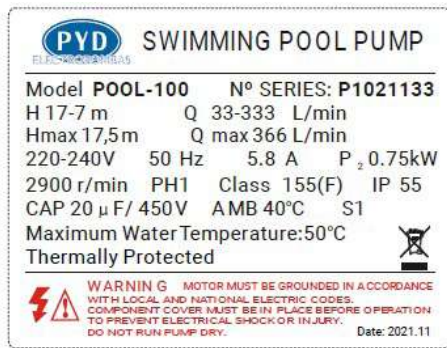 PYD
ELECTROBOMBAS
SWIMMING POOL PUMP
Model POOL-100 Nº SERIES: P1021133
H 17-7 m Q 33-333 L/min
Hmax 17,5 m Q max 366 L/min
220-240V 50 Hz 5.8 A P2 0.75kW
2900 r/min PH1 Class 155(F) IP 55
CAP 20 μF/ 450V AMB 40°C S1
Maximum Water Temperature:50°C
Thermally Protected
WARNING MOTOR MUST BE GROUNDED IN ACCORDANCE
WITH LOCAL AND NATIONAL ELECTRIC CODES.
COMPONENT COVER MUST BE IN PLACE BEFORE OPERATION
TO PREVENT ELECTRICAL SHOCK OR INJURY.
DO NOT RUN PUMP DRY. Date: 2021.11